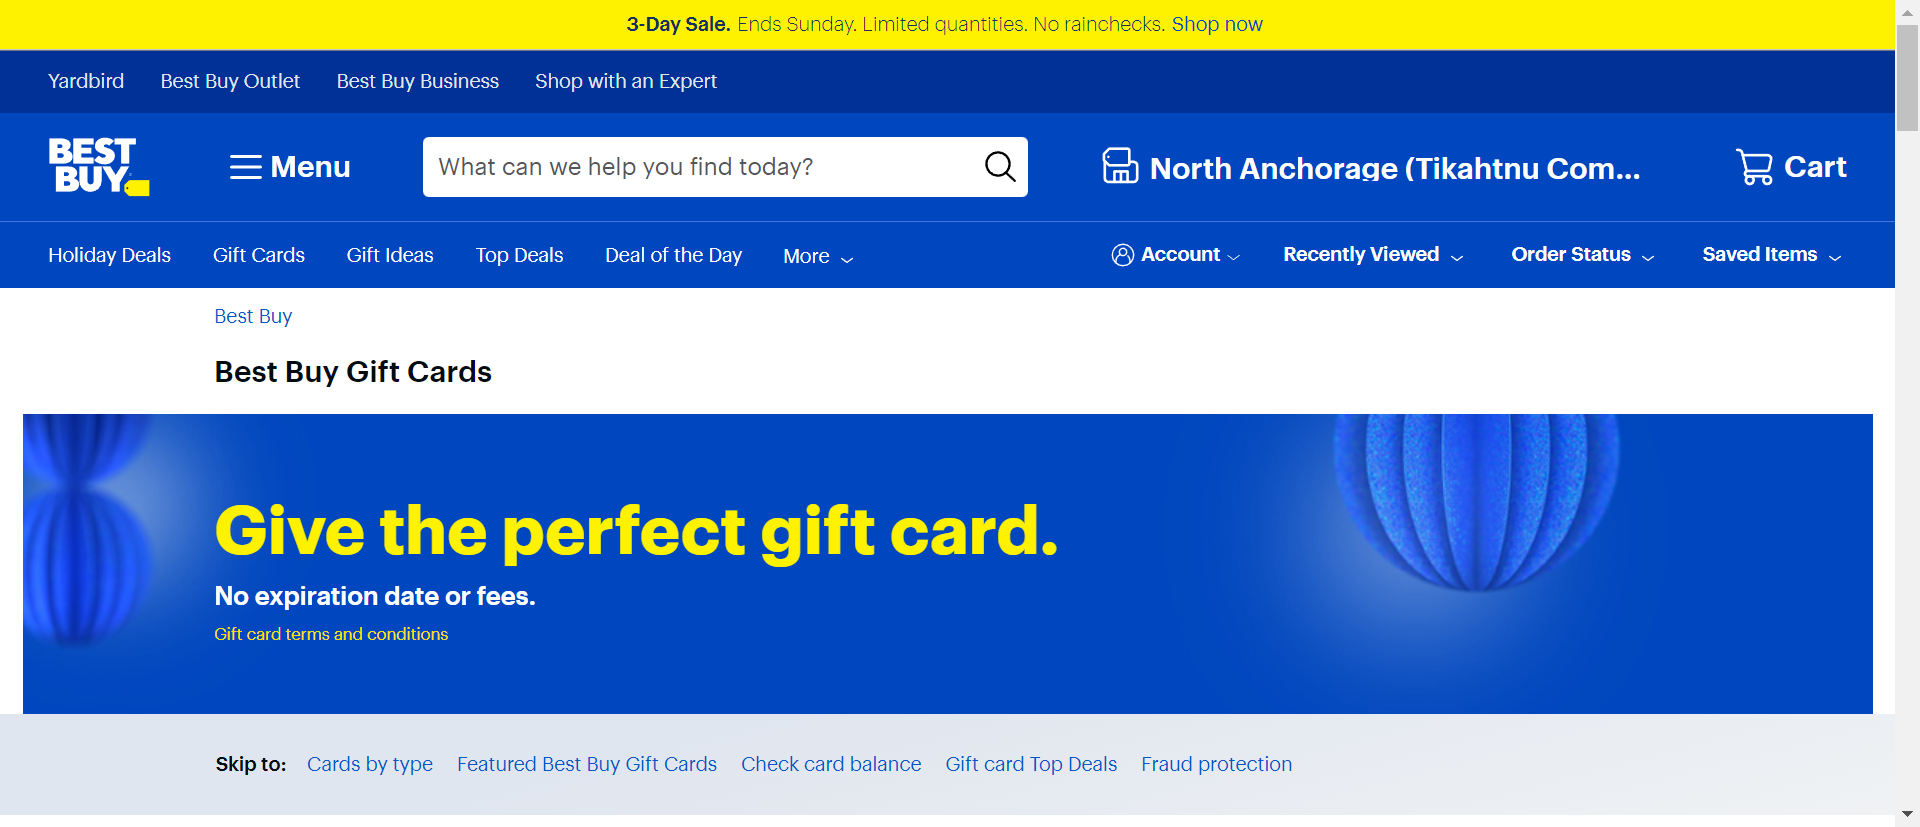 3-Day Sale. Ends Sunday. Limited quantities. No rainchecks. Shop now
Yardbird Best Buy Outlet Best Buy Business Shop with an Expert
BEST
BUY
Menu
What can we help you find today?
North Anchorage (Tikahtnu Com...
Cart
Holiday Deals Gift Cards Gift Ideas Top Deals Deal of the Day More
Account Recently Viewed Order Status Saved Items
Best Buy
Best Buy Gift Cards
Give the perfect gift card.
No expiration date or fees.
Gift card terms and conditions
Skip to: Cards by type Featured Best Buy Gift Cards Check card balance Gift card Top Deals Fraud protection